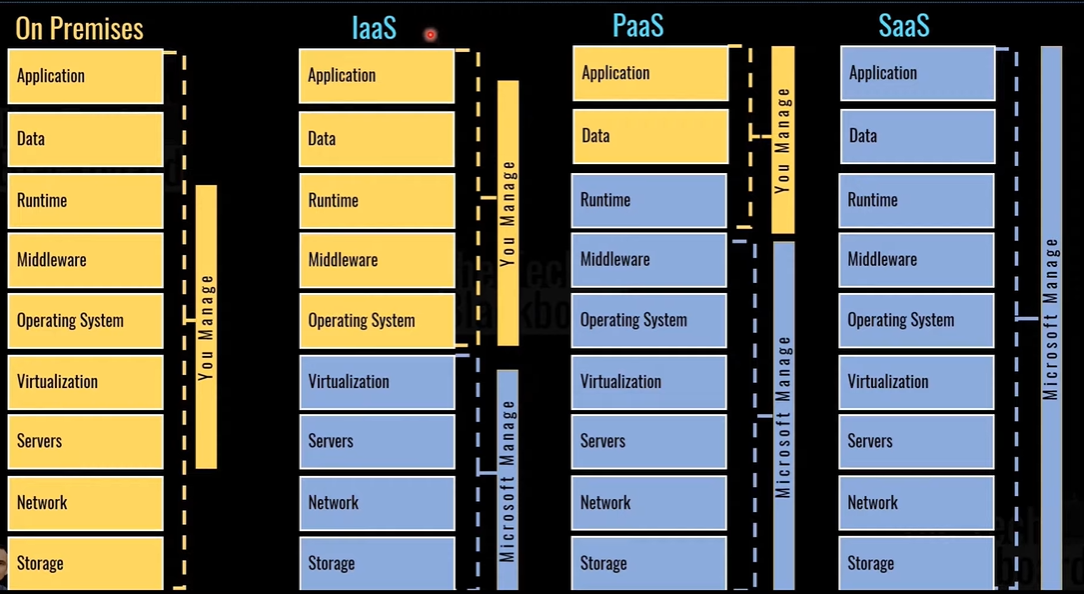 On Premises
Application
Data
Runtime
Middleware
Operating System
Virtualization
Servers
Network
Storage
You Manage
IaaS
Application
Data
Runtime
Middleware
Operating System
Virtualization
Servers
Network
Storage
You Manage
Microsoft Manage
PaaS
Application
Data
Runtime
Middleware
Operating System
Virtualization
Servers
Network
Storage
You Manage
Microsoft Manage
SaaS
Application
Data
Runtime
Middleware
Operating System
Virtualization
Servers
Network
Storage
Microsoft Manage